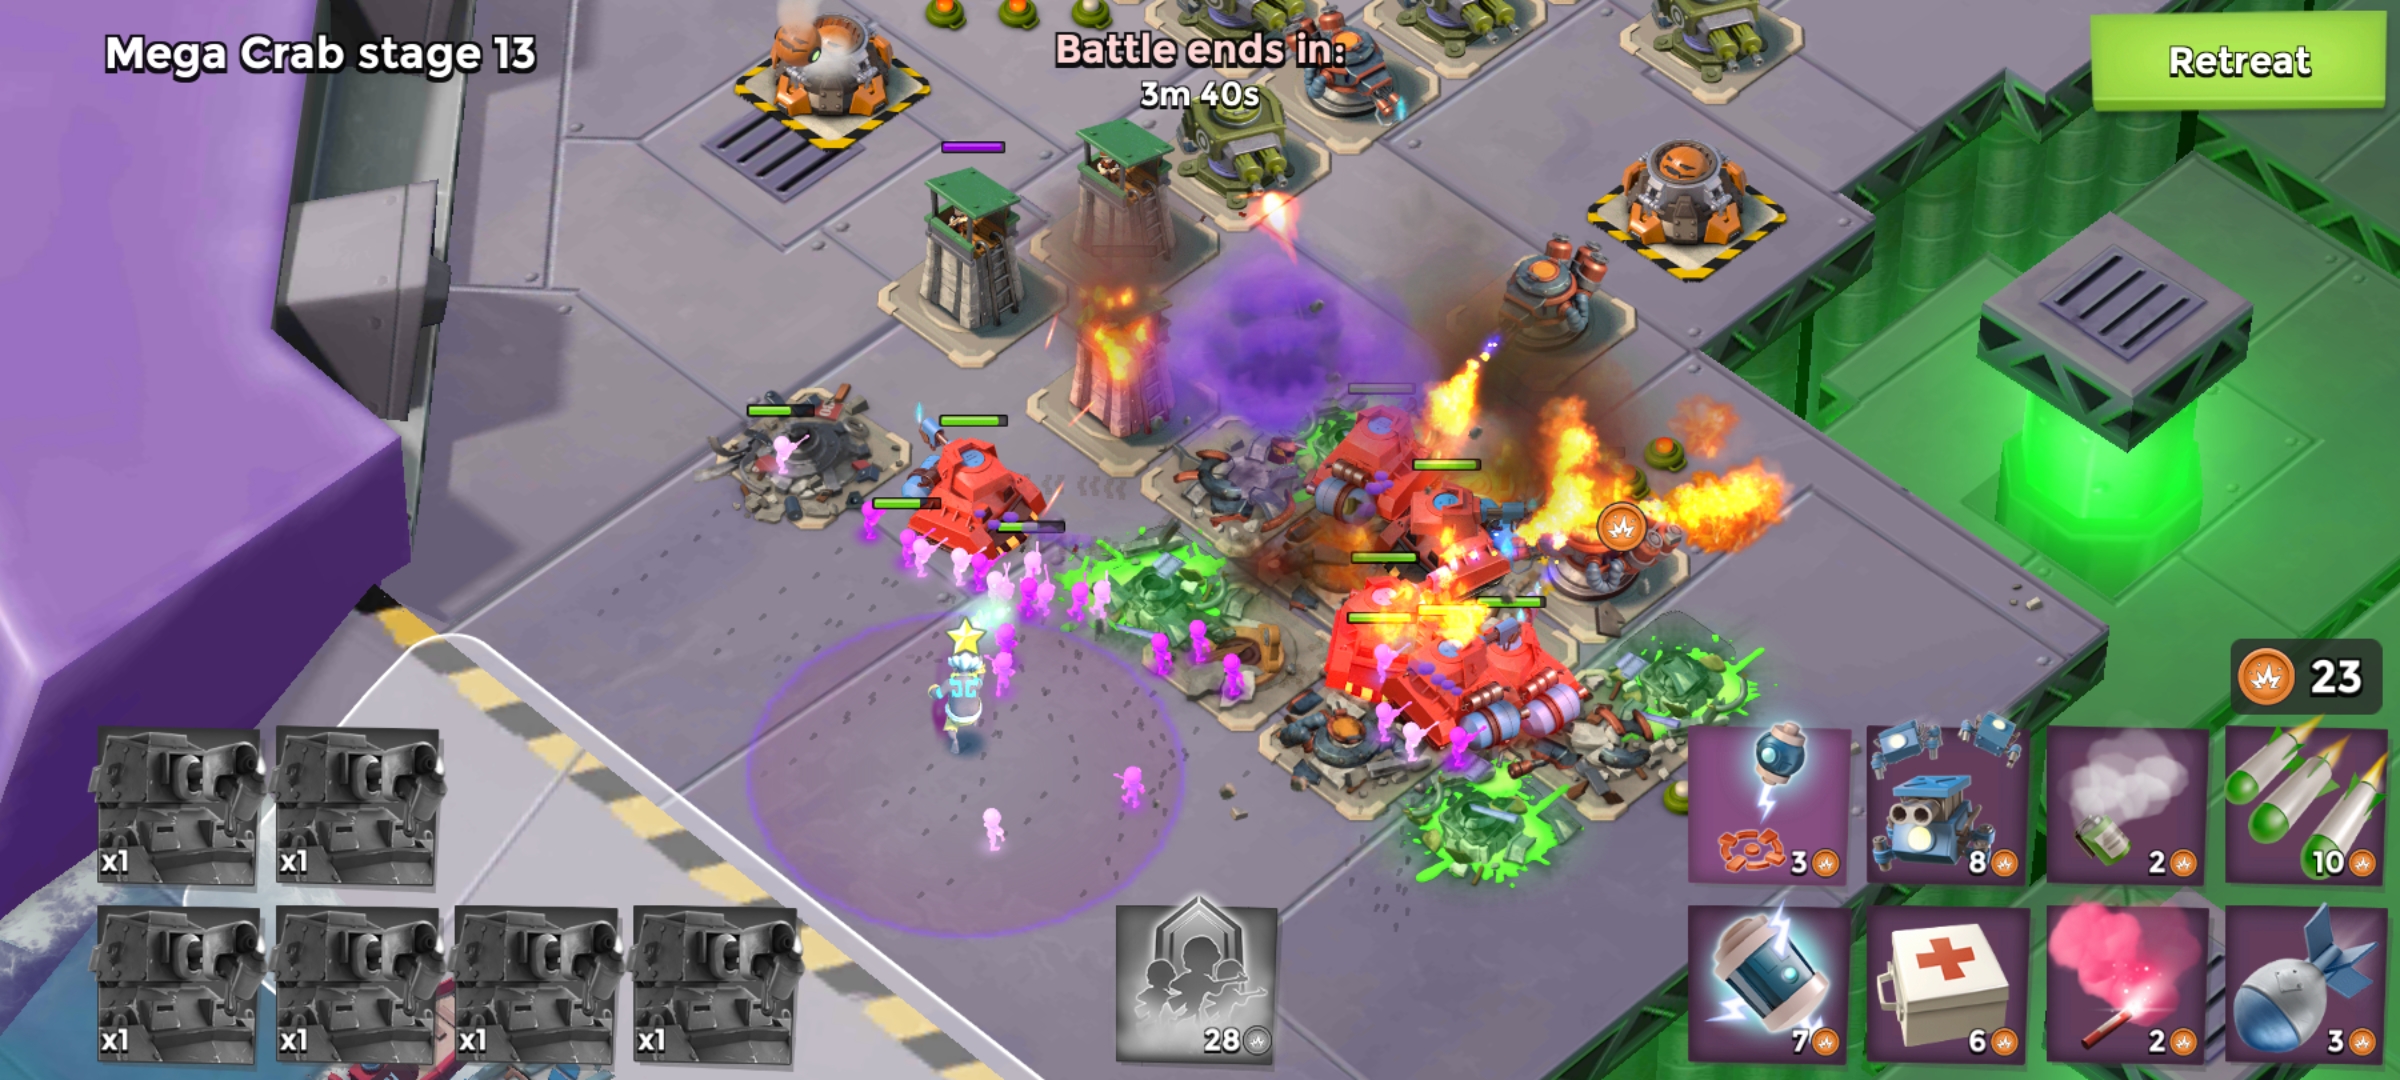 Mega Crab stage 13
Battle ends in:
3m 40s
Retreat
23
3
8
2
10
x1
x1
x1
x1
x1
x1
28
7
6
2
3